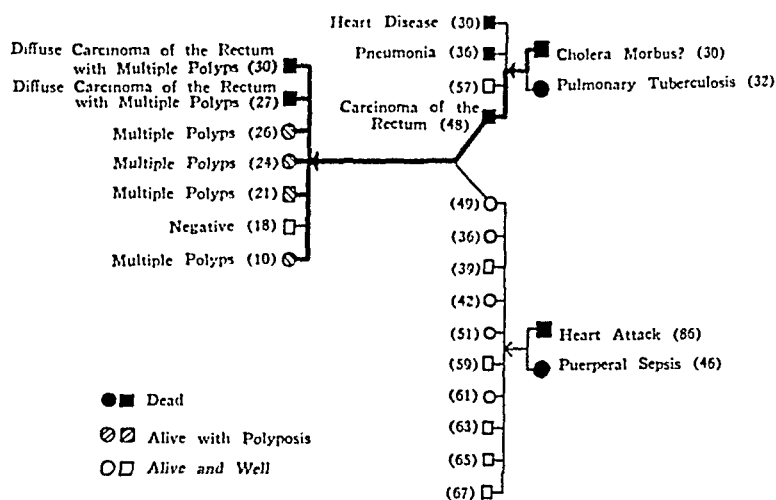 Heart Disease (30)
Pneumonia (36)
(57)
Carcinoma of the
Rectum (48)
Cholera Morbus? (30)
Pulmonary Tuberculosis (32)
Diffuse Carcinoma of the Rectum
with Multiple Polyps (30)
Diffuse Carcinoma of the Rectum
with Multiple Polyps (27)
Multiple Polyps (26)
Multiple Polyps (24)
Multiple Polyps (21)
Negative (18)
Multiple Polyps (10)
(49)
(36)
(39)
(42)
(51)
(59)
(61)
(63)
(65)
(67)
Heart Attack (86)
Puerperal Sepsis (46)
Dead
Alive with Polyposis
Alive and Well